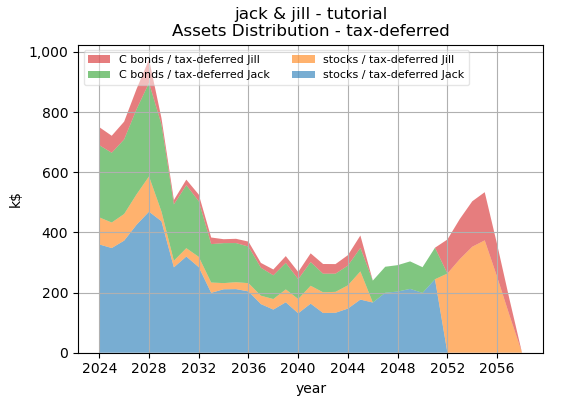 jack & jill - tutorial
Assets Distribution - tax-deferred
C bonds / tax-deferred Jill
C bonds / tax-deferred Jack
stocks / tax-deferred Jill
stocks / tax-deferred Jack
1,000
800
600
400
200
0
k$
2024 2028 2032 2036 2040 2044 2048 2052 2056
year